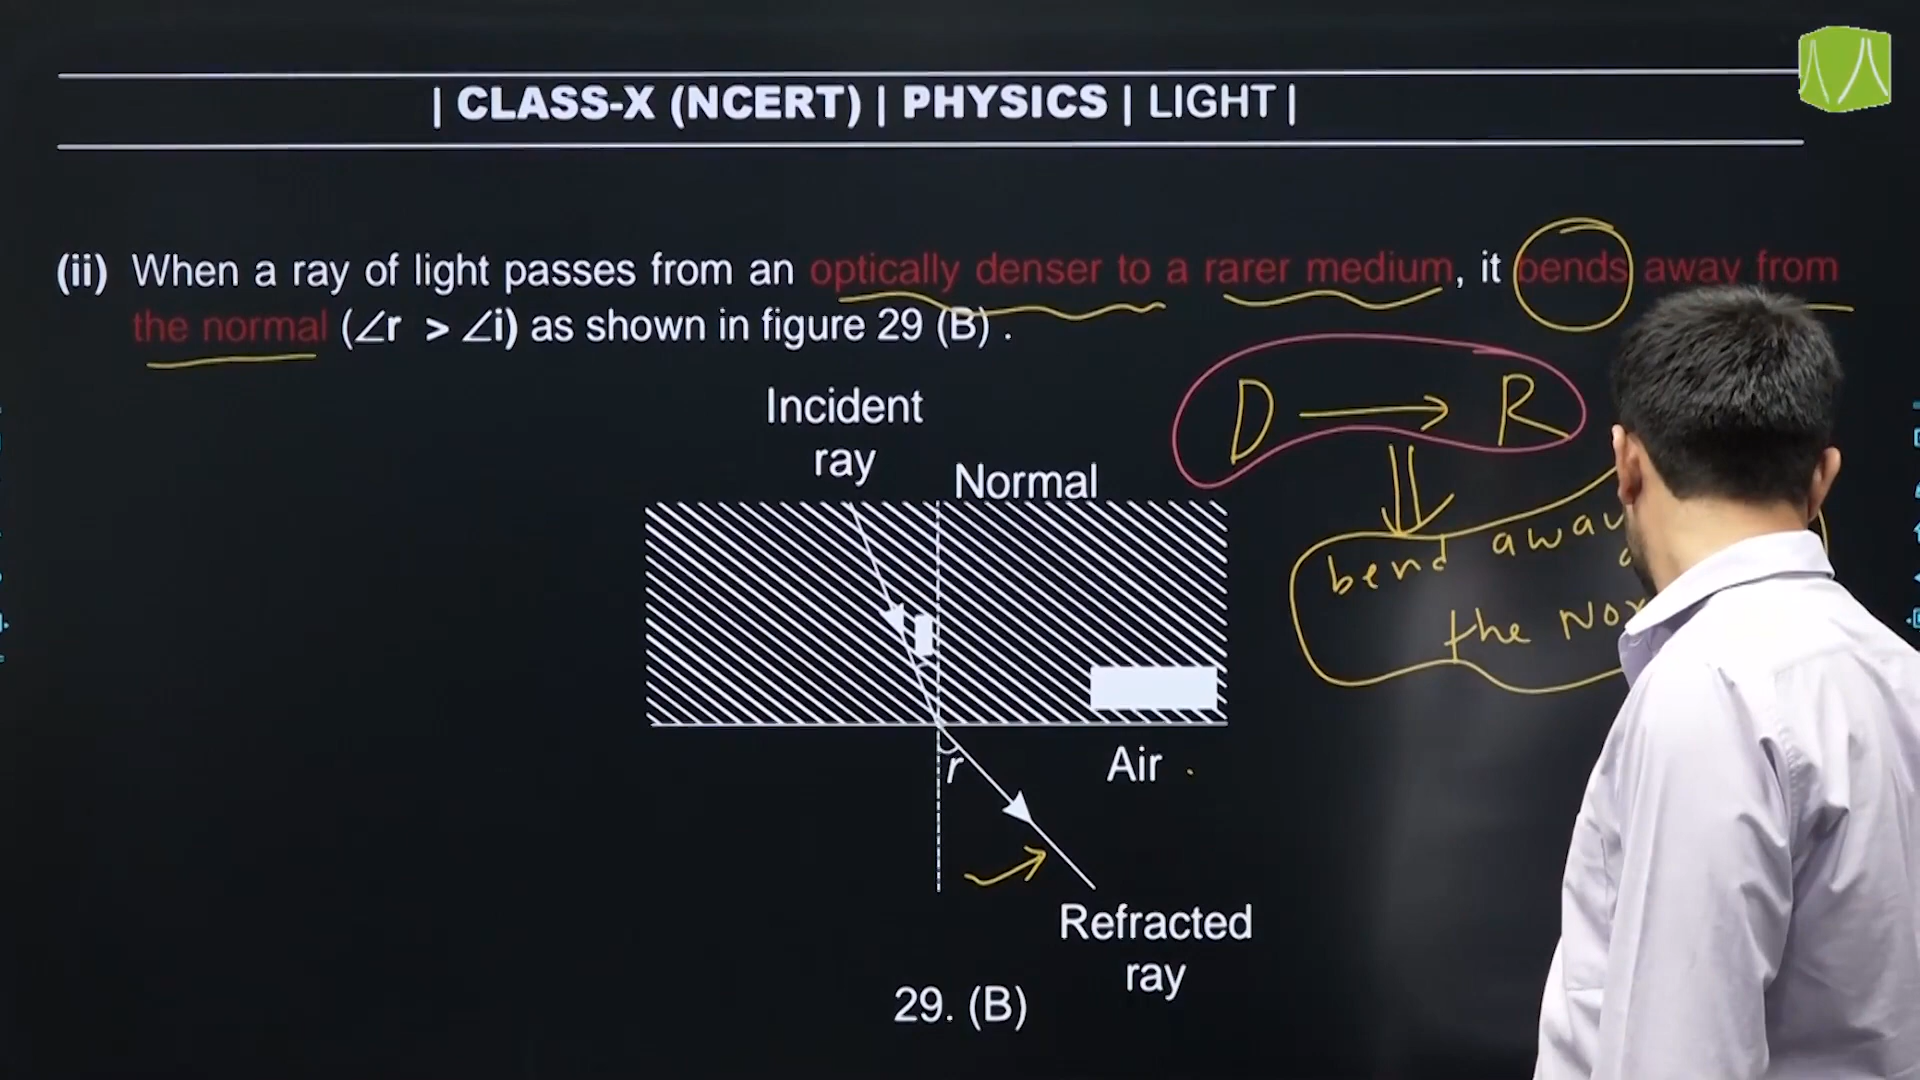 | CLASS-X (NCERT) | PHYSICS | LIGHT |
(ii) When a ray of light passes from an optically denser to a rarer medium, it bends away from
the normal (∠r > ∠i) as shown in figure 29 (B) .
Incident
ray
Normal
D → R
bend away
the
r
Air
Refracted
ray
29. (B)